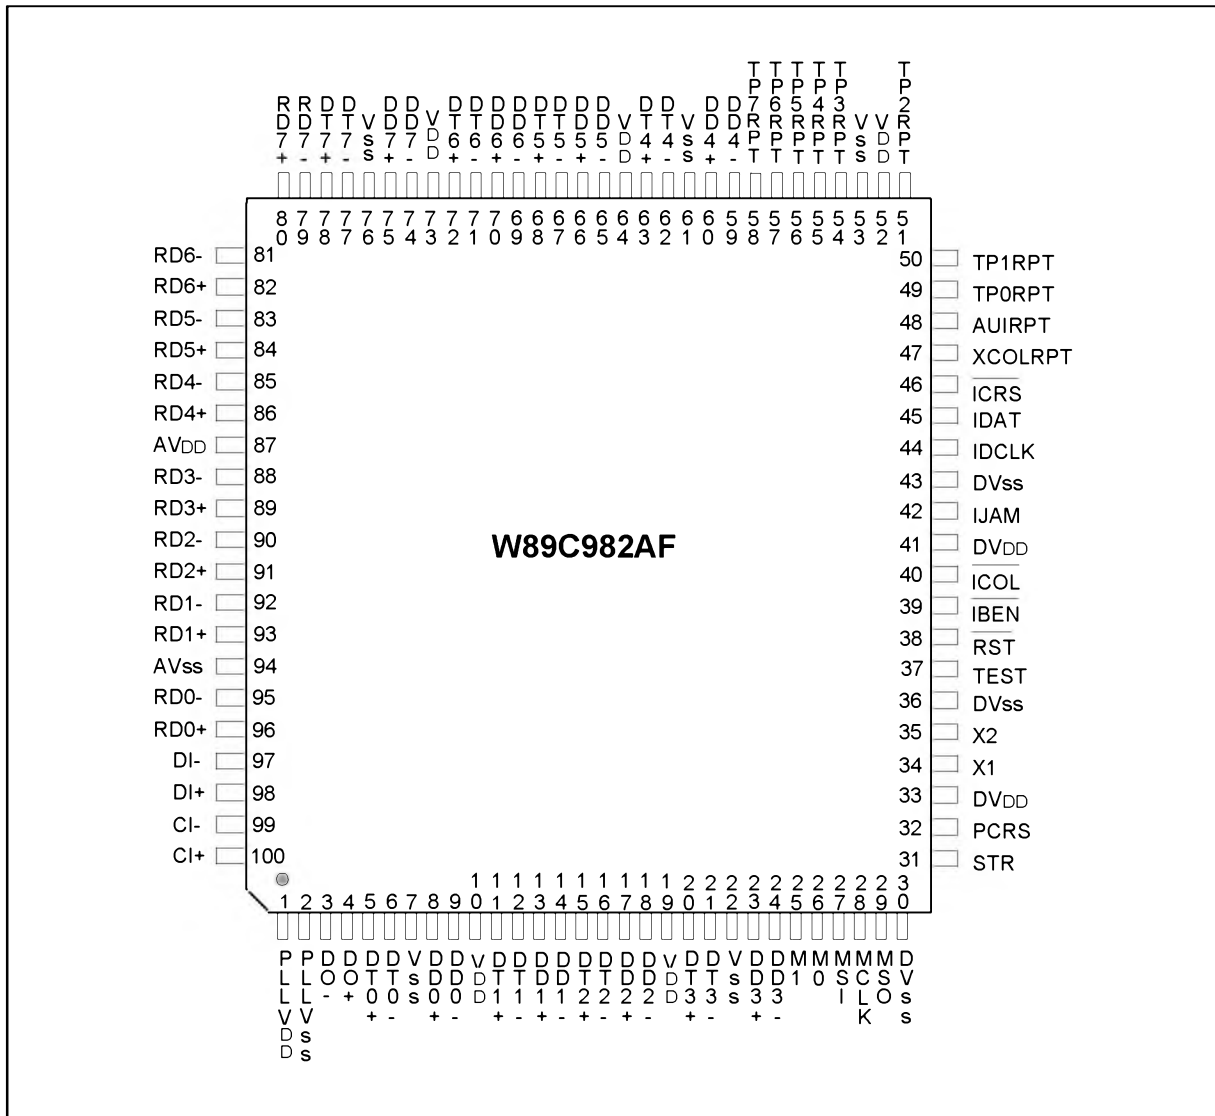 RD7+ RD7- DT7+ DT7- Vss DD7+ DD7- VDD DT6+ DT6- DD6+ DD6- DT5+ DT5- DD5+ DD5- VDD DT4+ DT4- Vss DD4+ DD4- TP7RPT TP6RPT TP5RPT TP4RPT TP3RPT Vss VDD TP2RPT
80 79 78 77 76 75 74 73 72 71 70 69 68 67 66 65 64 63 62 61 60 59 58 57 56 55 54 53 52 51
RD6- 81
RD6+ 82
RD5- 83
RD5+ 84
RD4- 85
RD4+ 86
AVDD 87
RD3- 88
RD3+ 89
RD2- 90
RD2+ 91
RD1- 92
RD1+ 93
AVss 94
RD0- 95
RD0+ 96
DI- 97
DI+ 98
CI- 99
CI+ 100
W89C982AF
50 TP1RPT
49 TP0RPT
48 AUIRPT
47 XCOLRPT
46 ICRS
45 IDAT
44 IDCLK
43 DVss
42 IJAM
41 DVDD
40 ICOL
39 IBEN
38 RST
37 TEST
36 DVss
35 X2
34 X1
33 DVDD
32 PCRS
31 STR
1 2 3 4 5 6 7 8 9 10 11 12 13 14 15 16 17 18 19 20 21 22 23 24 25 26 27 28 29 30
PLLVDD PLLVss DO- DO+ DT0+ DT0- Vss DD0+ DD0- VDD DT1+ DT1- DD1+ DD1- DT2+ DT2- DD2+ DD2- VDD DT3+ DT3- Vss DD3+ DD3- M1 M0 MSI MCLK MSO DVss